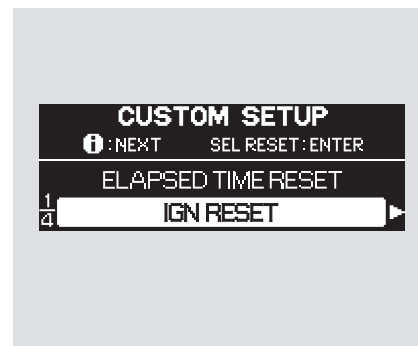 CUSTOM SETUP
i:NEXT SEL RESET:ENTER
ELAPSED TIME RESET
1/4 IGN RESET